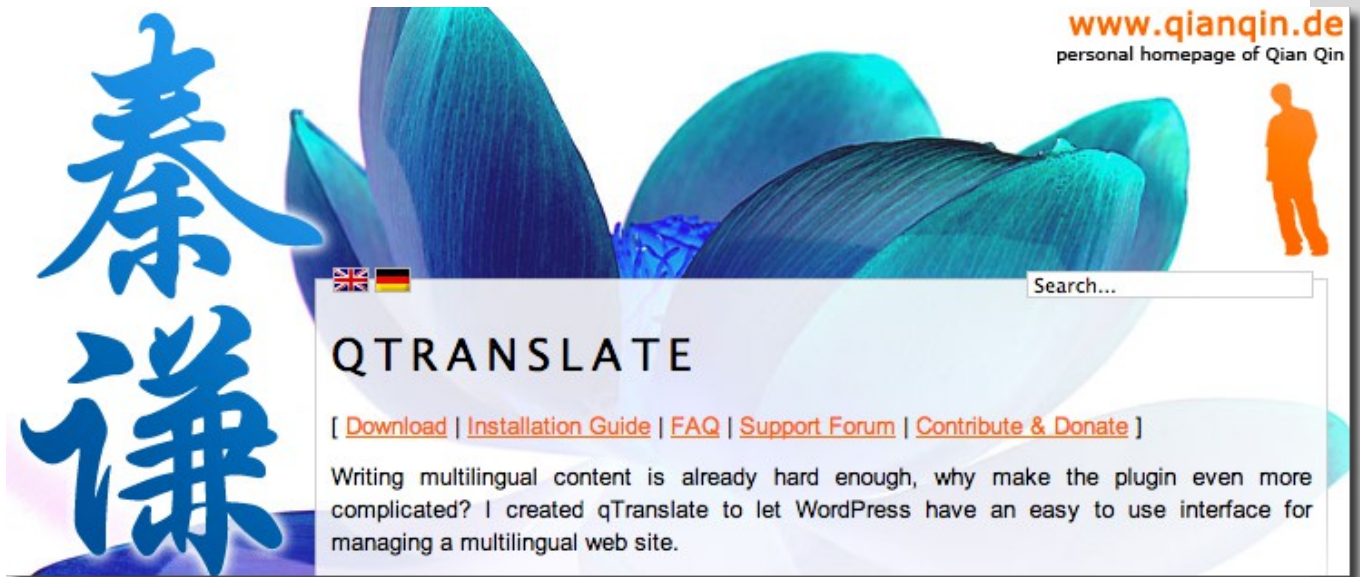 www.qianqin.de
personal homepage of Qian Qin
秦
谦
Search...
QTRANSLATE
[ Download | Installation Guide | FAQ | Support Forum | Contribute & Donate ]
Writing multilingual content is already hard enough, why make the plugin even more
complicated? I created qTranslate to let WordPress have an easy to use interface for
managing a multilingual web site.